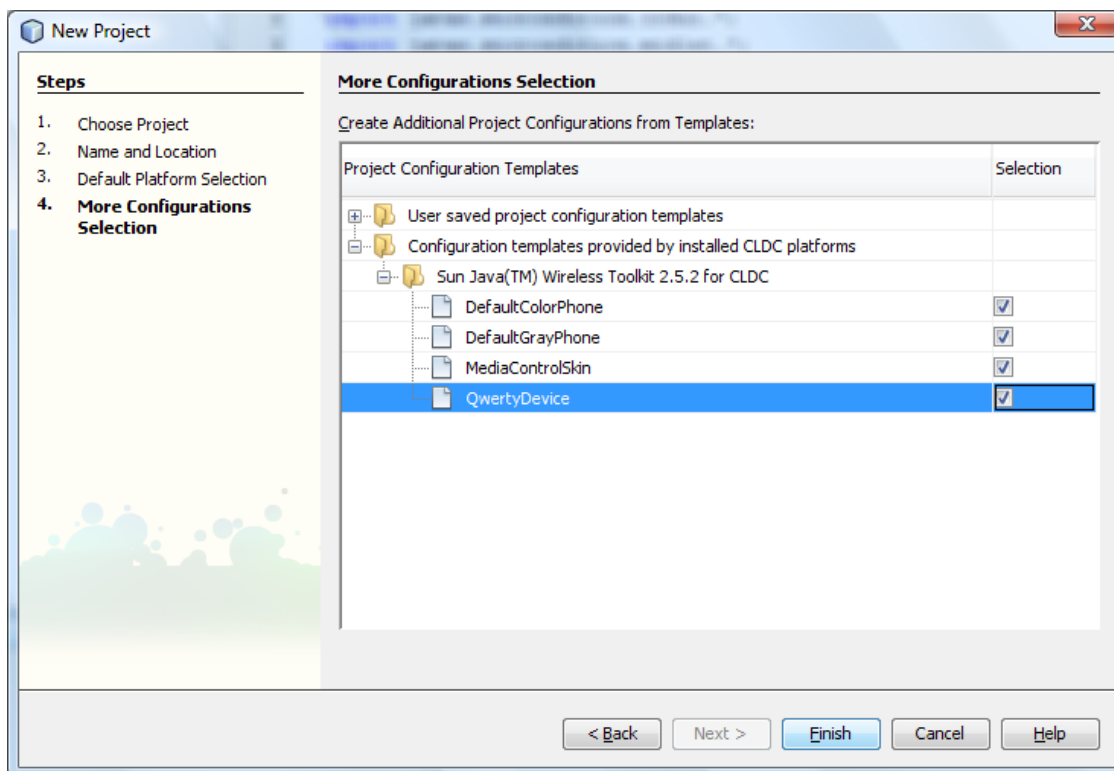 New Project
Steps
1. Choose Project
2. Name and Location
3. Default Platform Selection
4. More Configurations
Selection
More Configurations Selection
Create Additional Project Configurations from Templates:
Project Configuration Templates Selection
User saved project configuration templates
Configuration templates provided by installed CLDC platforms
Sun Java(TM) Wireless Toolkit 2.5.2 for CLDC
DefaultColorPhone
DefaultGrayPhone
MediaControlSkin
QwertyDevice
< Back Next > Finish Cancel Help